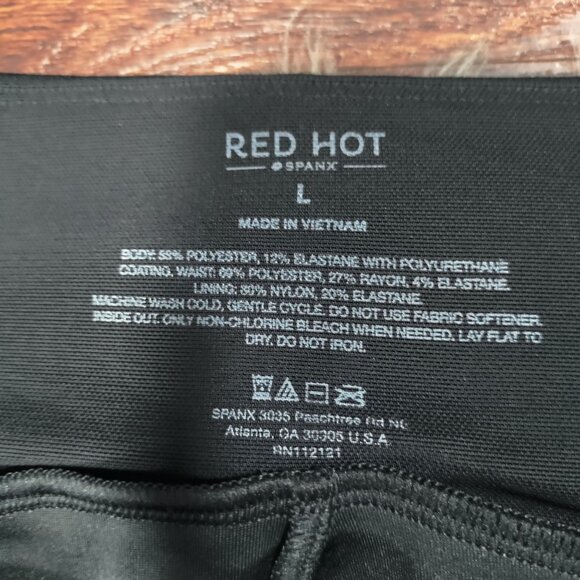 RED HOT
SPANX®
L
MADE IN VIETNAM
BODY: 88% POLYESTER, 12% ELASTANE WITH POLYURETHANE
COATING. WAIST: 69% POLYESTER, 27% RAYON, 4% ELASTANE.
LINING: 80% NYLON, 20% ELASTANE.
MACHINE WASH COLD, GENTLE CYCLE. DO NOT USE FABRIC SOFTENER.
INSIDE OUT. ONLY NON-CHLORINE BLEACH WHEN NEEDED. LAY FLAT TO
DRY. DO NOT IRON.
SPANX 3035 Peachtree Rd NE
Atlanta, GA 30305 U.S.A
RN112121